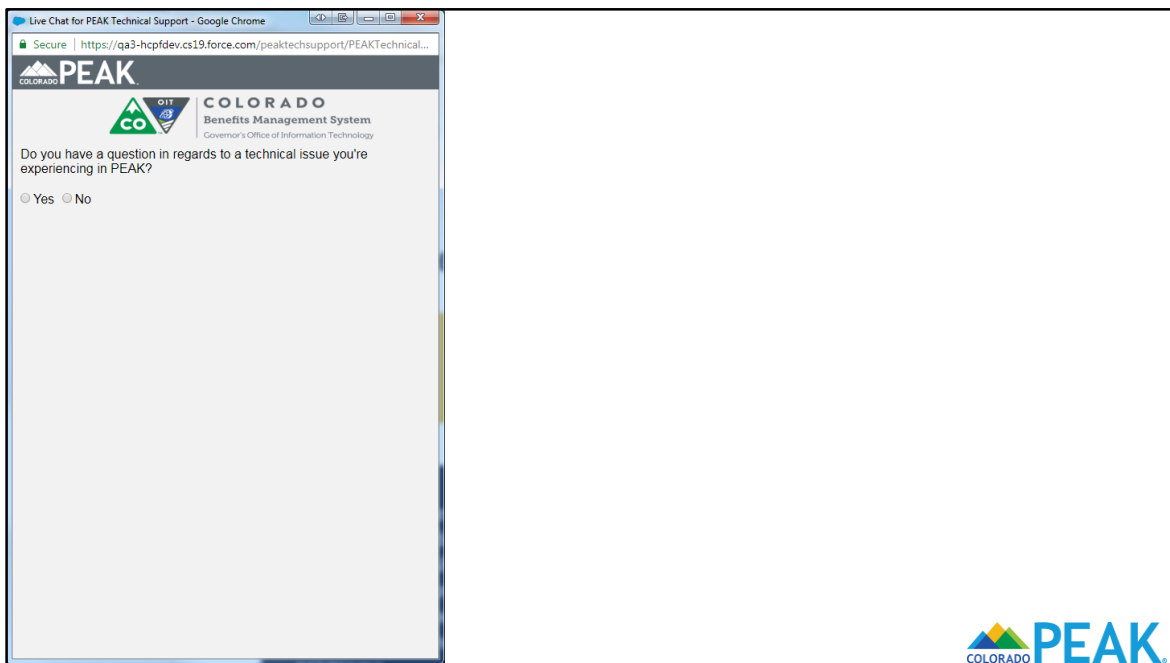 Live Chat for PEAK Technical Support - Google Chrome
Secure | https://qa3-hcpfdev.cs19.force.com/peaktechsupport/PEAKTechnical...
COLORADO PEAK
CO OIT
COLORADO
Benefits Management System
Governor's Office of Information Technology
Do you have a question in regards to a technical issue you're
experiencing in PEAK?
Yes No
COLORADO PEAK®